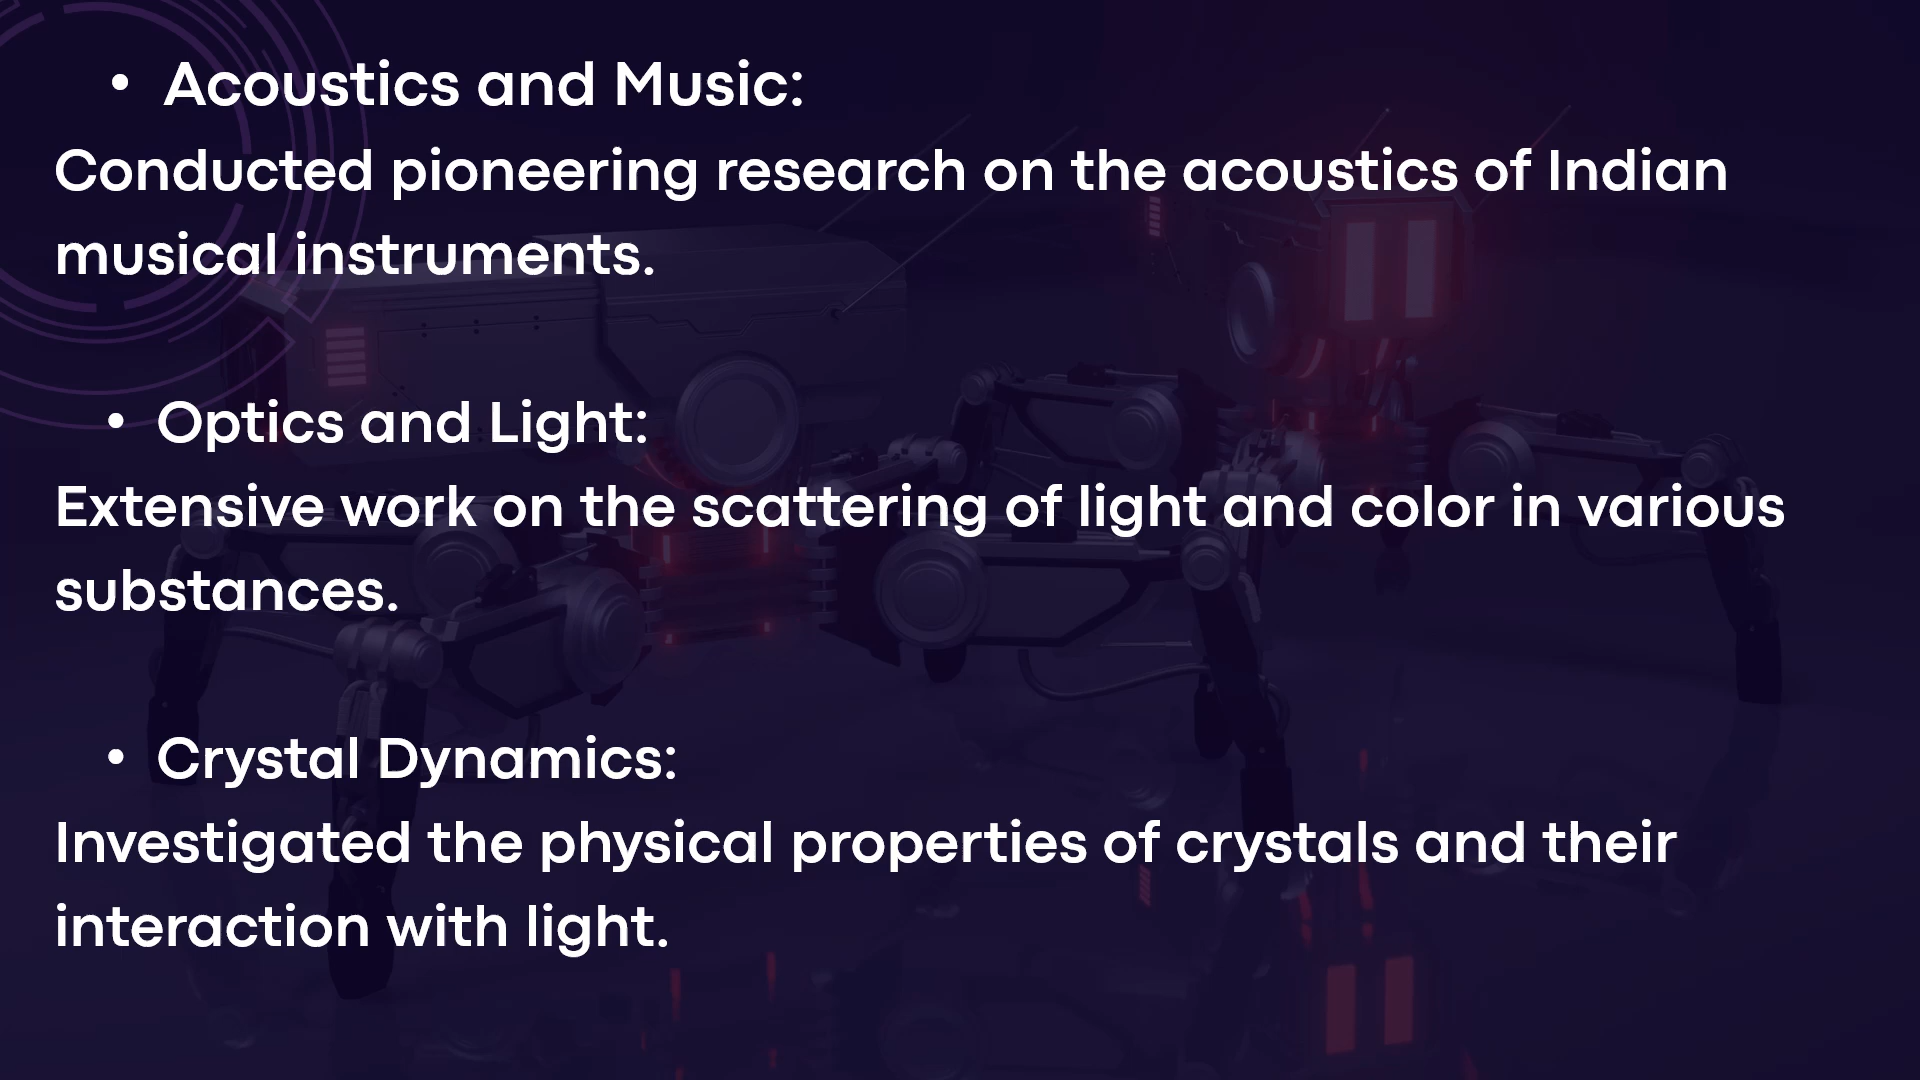 • Acoustics and Music:
Conducted pioneering research on the acoustics of Indian
musical instruments.
• Optics and Light:
Extensive work on the scattering of light and color in various
substances.
• Crystal Dynamics:
Investigated the physical properties of crystals and their
interaction with light.